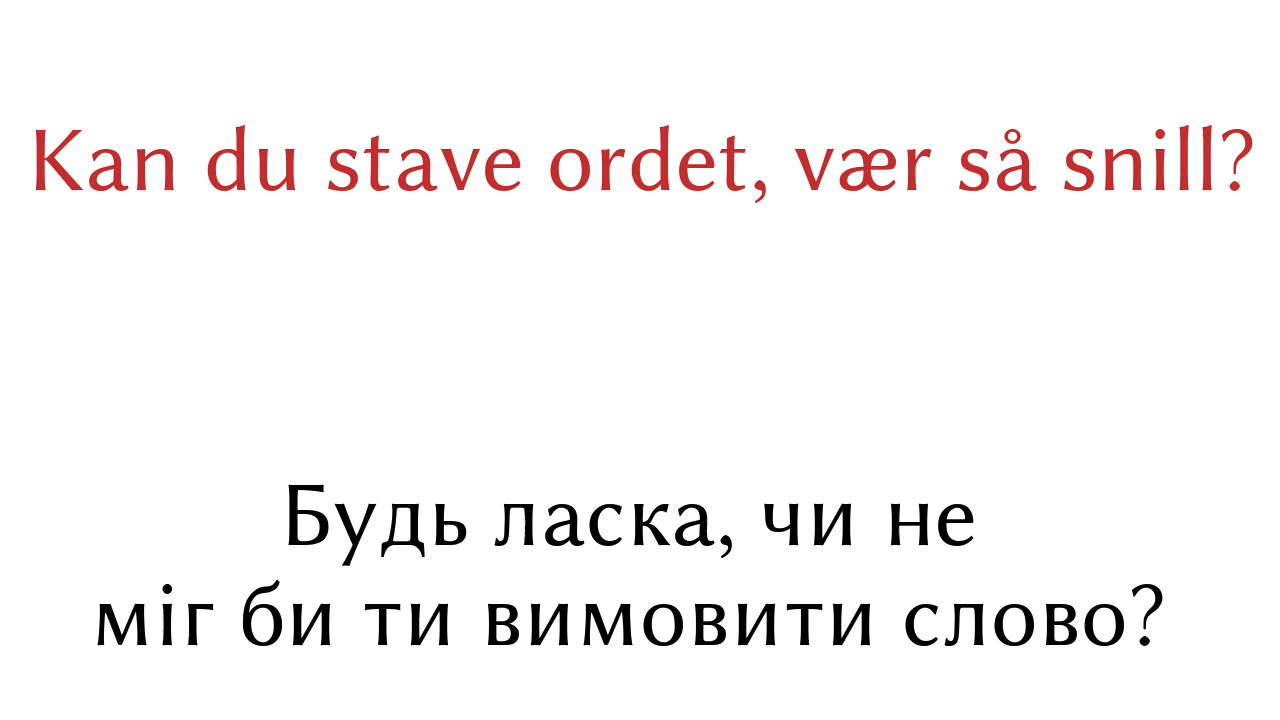 Kan du stave ordet, vær så snill?
Будь ласка, чи не
міг би ти вимовити слово?